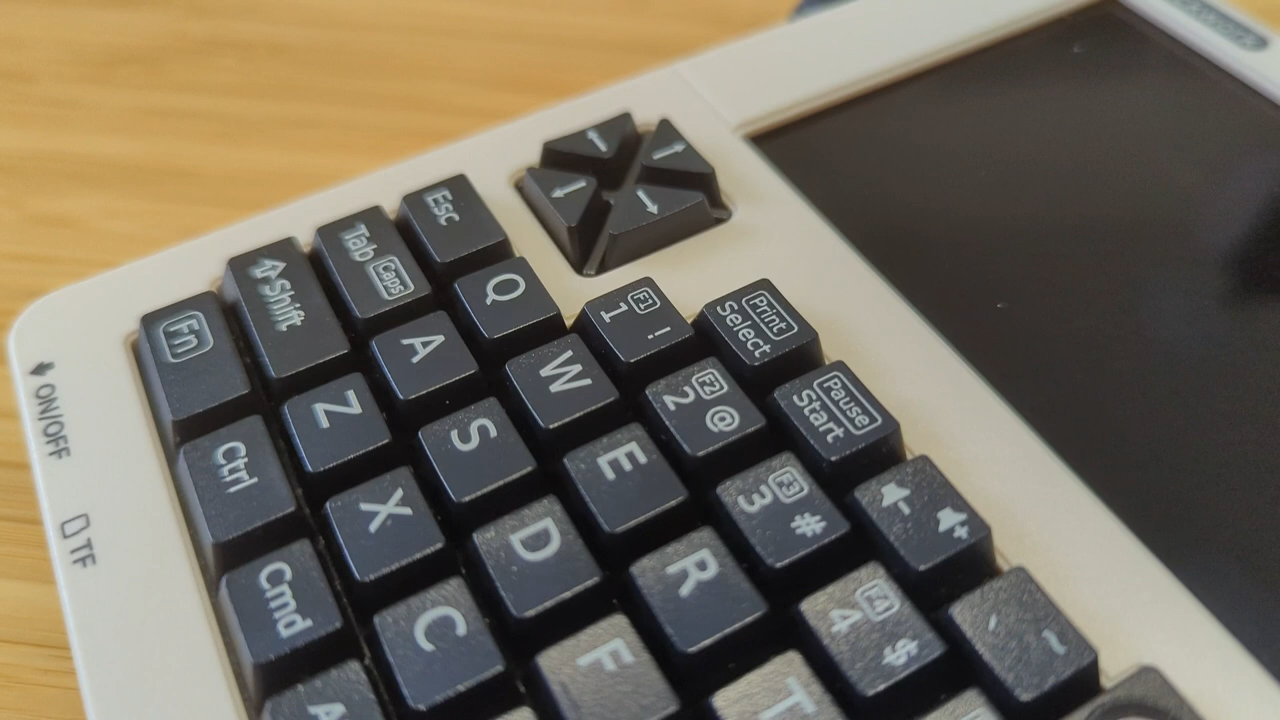 Esc
Tab Caps
Shift
Fn
Q
A
Z
Ctrl
F1
1 !
W
S
X
Cmd
Print
Select
F2
2 @
E
D
C
Pause
Start
F3
3 #
R
F
- +
F4
4 $
T
ON/OFF
TF